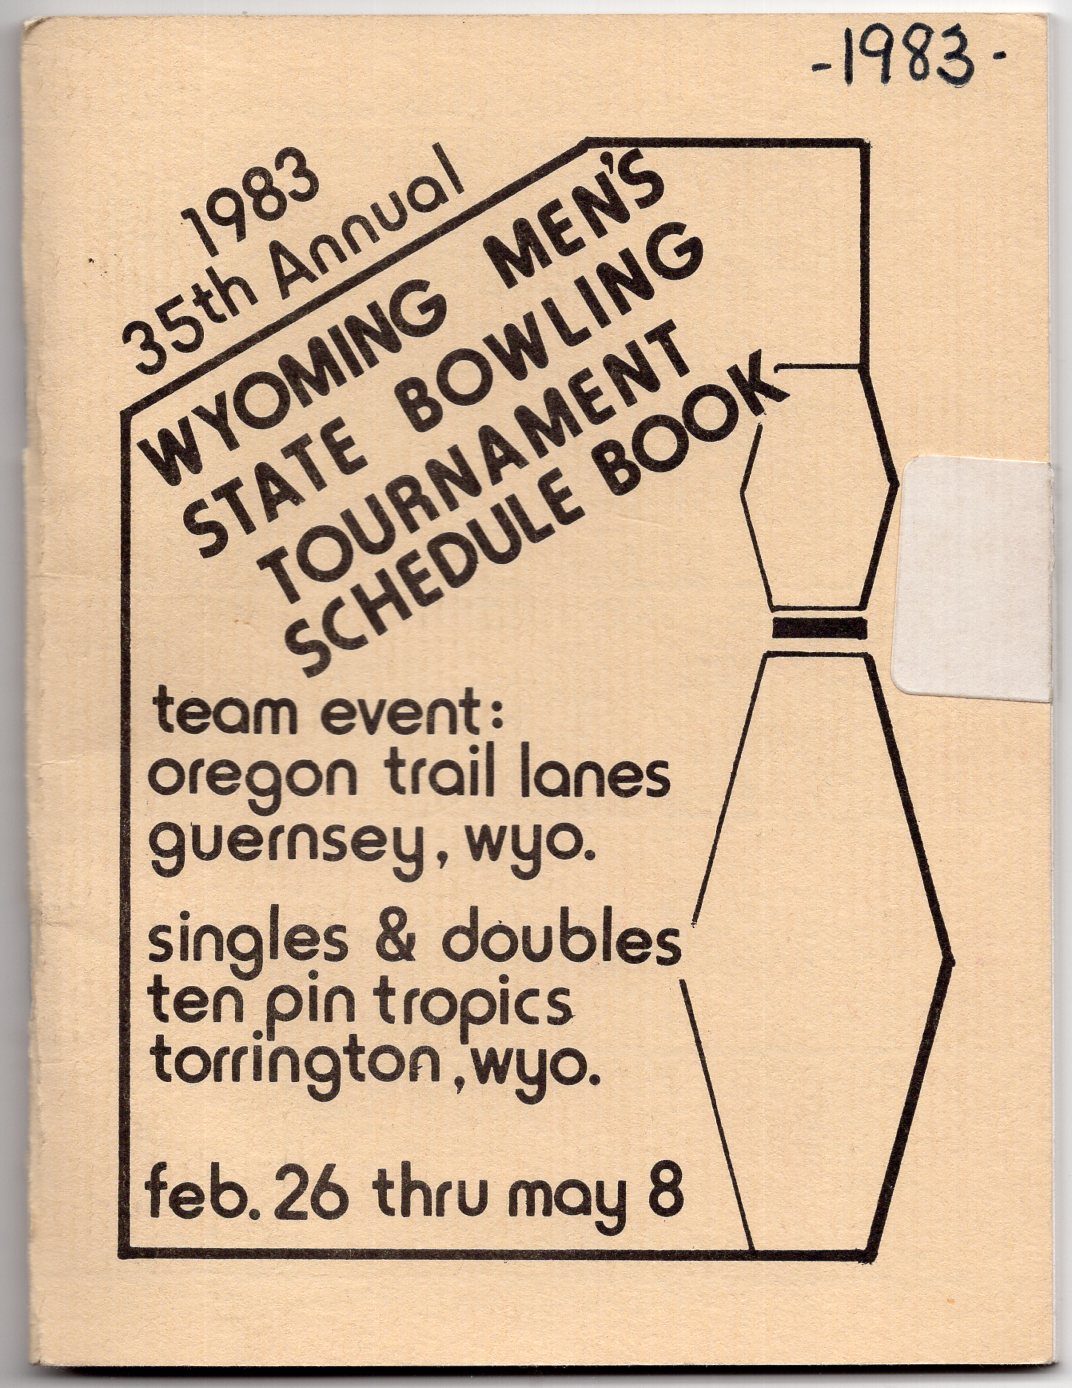 -1983-
1983
35th Annual
WYOMING MEN'S
STATE BOWLING
TOURNAMENT
SCHEDULE BOOK
team event:
oregon trail lanes
guernsey, wyo.
singles & doubles
ten pin tropics
torrington, wyo.
feb. 26 thru may 8